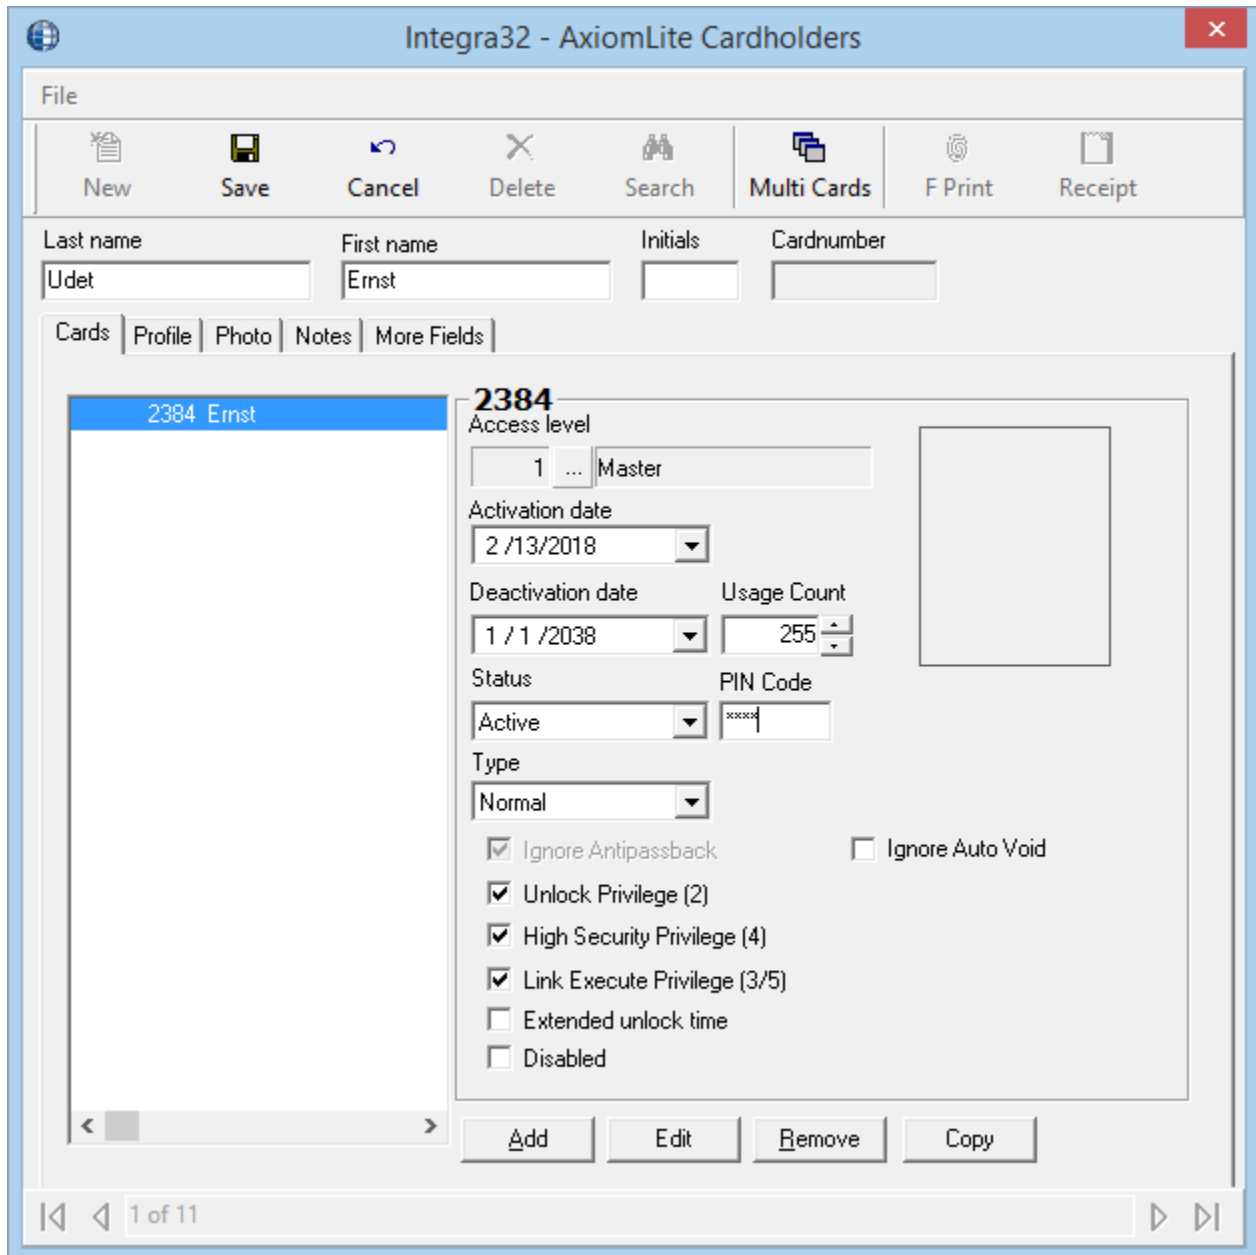 Integra32 - AxiomLite Cardholders
File
New Save Cancel Delete Search Multi Cards F Print Receipt
Last name First name Initials Cardnumber
Udet Ernst
Cards Profile Photo Notes More Fields
2384 Ernst
2384
Access level
1 ... Master
Activation date
2 /13/2018
Deactivation date Usage Count
1 / 1 /2038 255
Status PIN Code
Active ****
Type
Normal
Ignore Antipassback Ignore Auto Void
Unlock Privilege (2)
High Security Privilege (4)
Link Execute Privilege (3/5)
Extended unlock time
Disabled
Add Edit Remove Copy
1 of 11